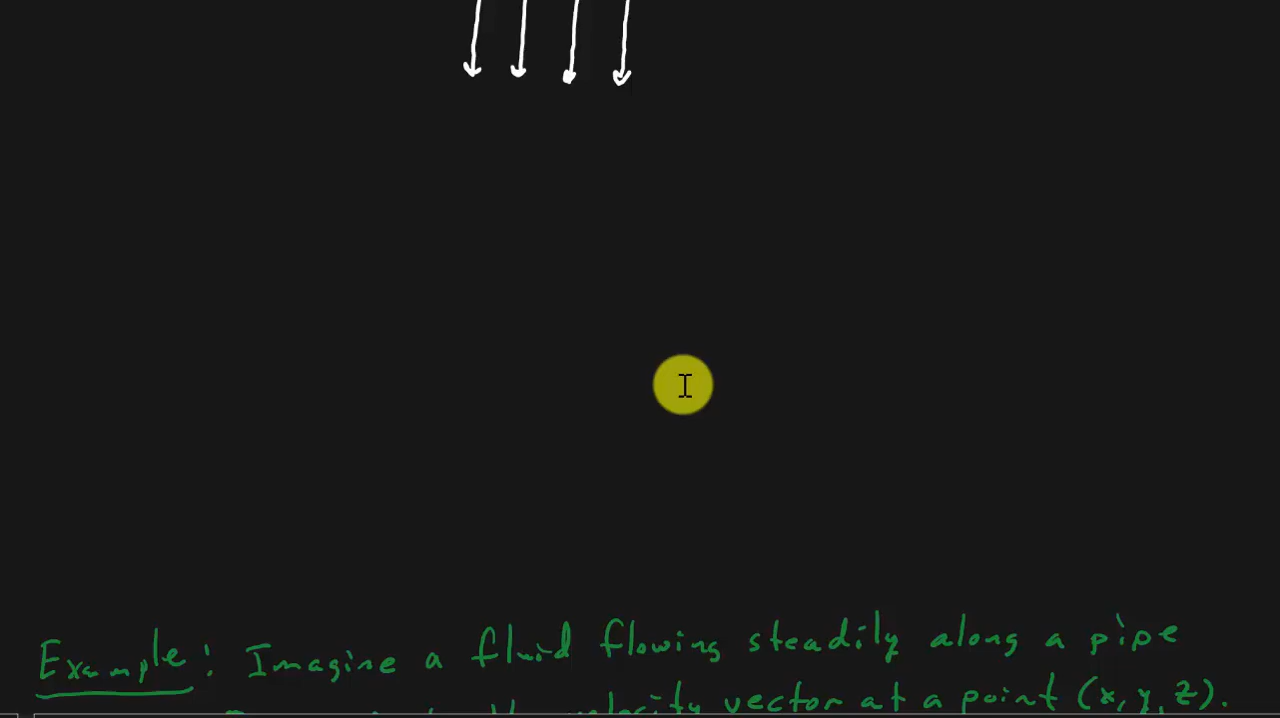 Example: Imagine a fluid flowing steadily along a pipe
velocity vector at a point (x, y, z).